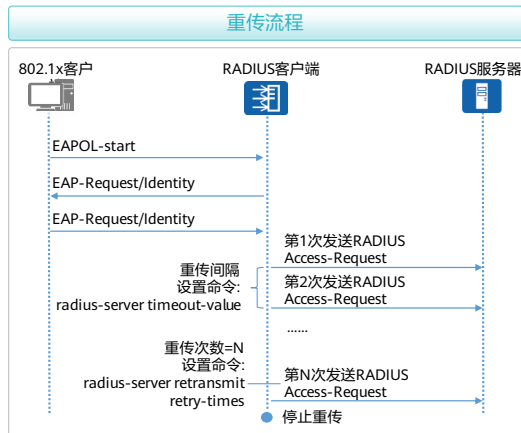 重传流程
802.1x客户
RADIUS客户端
RADIUS服务器
EAPOL-start
EAP-Request/Identity
EAP-Request/Identity
第1次发送RADIUS
Access-Request
重传间隔
设置命令:
radius-server timeout-value
第2次发送RADIUS
Access-Request
......
重传次数=N
设置命令:
radius-server retransmit
retry-times
第N次发送RADIUS
Access-Request
停止重传